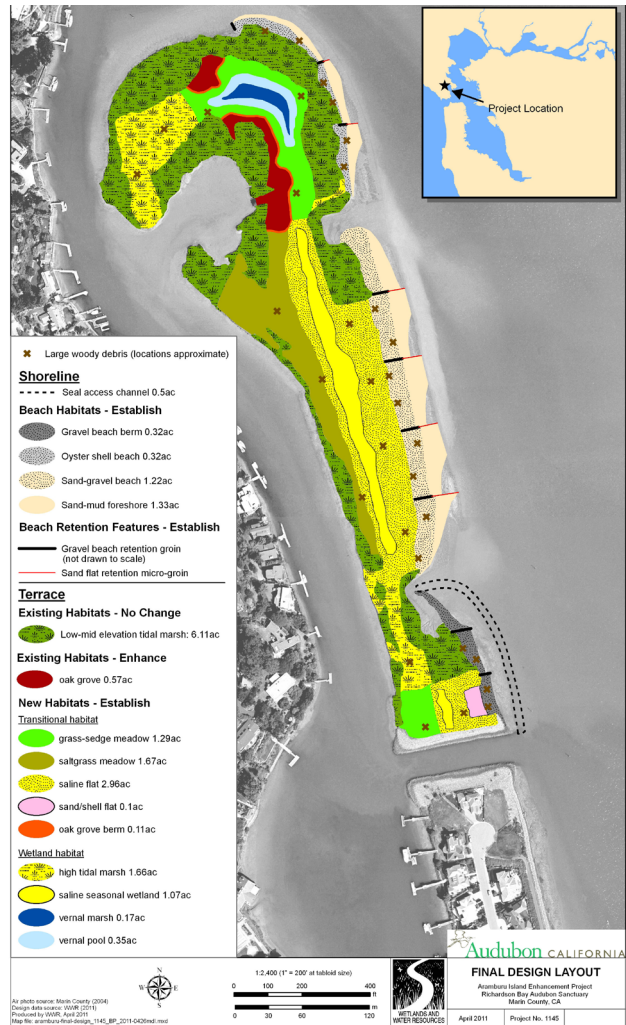 Project Location
Large woody debris (locations approximate)
Shoreline
Seal access channel 0.5ac
Beach Habitats - Establish
Gravel beach berm 0.32ac
Oyster shell beach 0.32ac
Sand-gravel beach 1.22ac
Sand-mud foreshore 1.33ac
Beach Retention Features - Establish
Gravel beach retention groin
(not drawn to scale)
Sand flat retention micro-groin
Terrace
Existing Habitats - No Change
Low-mid elevation tidal marsh: 6.11ac
Existing Habitats - Enhance
oak grove 0.57ac
New Habitats - Establish
Transitional habitat
grass-sedge meadow 1.29ac
saltgrass meadow 1.67ac
saline flat 2.96ac
sand/shell flat 0.1ac
oak grove berm 0.11ac
Wetland habitat
high tidal marsh 1.66ac
saline seasonal wetland 1.07ac
vernal marsh 0.17ac
vernal pool 0.35ac
Audubon CALIFORNIA
N
W E
S
1:2,400 (1" = 200' at tabloid size)
0 100 200 400
ft
m
0 30 60 120
WETLANDS AND
WATER RESOURCES
FINAL DESIGN LAYOUT
Aramburu Island Enhancement Project
Richardson Bay Audubon Sanctuary
Marin County, CA
April 2011 Project No. 1145
Air photo source: Marin County (2004)
Design data source: WWR (2011)
Produced by WWR, April 2011
Map file: aramburu-final-design_1145_IBP_2011-0426mdl.mxd